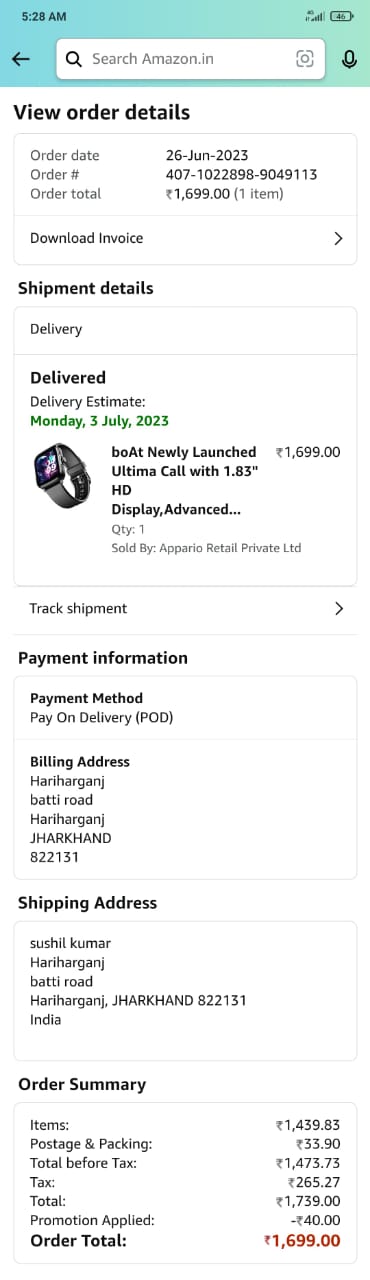 5:28 AM
4G
46
Search Amazon.in
View order details
Order date 26-Jun-2023
Order # 407-1022898-9049113
Order total ₹1,699.00 (1 item)
Download Invoice
Shipment details
Delivery
Delivered
Delivery Estimate:
Monday, 3 July, 2023
boAt Newly Launched ₹1,699.00
Ultima Call with 1.83"
HD
Display,Advanced...
Qty: 1
Sold By: Appario Retail Private Ltd
Track shipment
Payment information
Payment Method
Pay On Delivery (POD)
Billing Address
Hariharganj
batti road
Hariharganj
JHARKHAND
822131
Shipping Address
sushil kumar
Hariharganj
batti road
Hariharganj, JHARKHAND 822131
India
Order Summary
Items: ₹1,439.83
Postage & Packing: ₹33.90
Total before Tax: ₹1,473.73
Tax: ₹265.27
Total: ₹1,739.00
Promotion Applied: -₹40.00
Order Total: ₹1,699.00